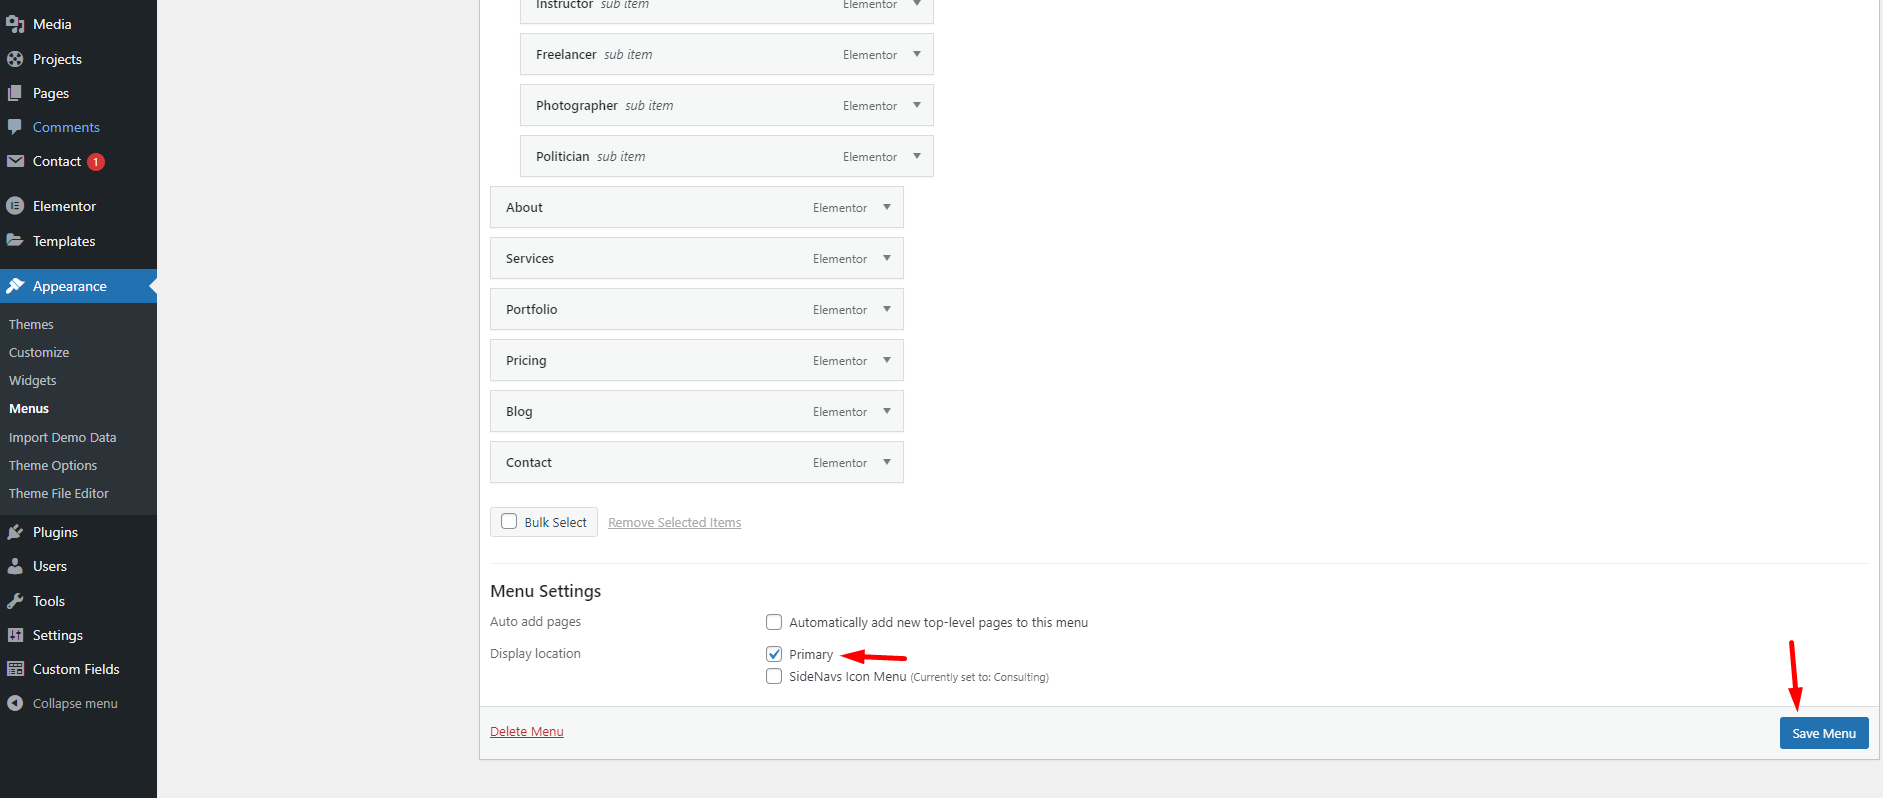 Media
Projects
Pages
Comments
Contact 1
Elementor
Templates
Appearance
Themes
Customize
Widgets
Menus
Import Demo Data
Theme Options
Theme File Editor
Plugins
Users
Tools
Settings
Custom Fields
Collapse menu
Instructor sub item Elementor
Freelancer sub item Elementor
Photographer sub item Elementor
Politician sub item Elementor
About Elementor
Services Elementor
Portfolio Elementor
Pricing Elementor
Blog Elementor
Contact Elementor
Bulk Select Remove Selected Items
Menu Settings
Auto add pages Automatically add new top-level pages to this menu
Display location Primary
SideNavs Icon Menu (Currently set to: Consulting)
Delete Menu Save Menu